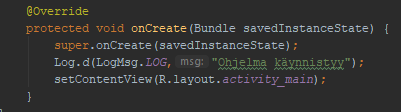 @Override
protected void onCreate(Bundle savedInstanceState) {
super.onCreate(savedInstanceState);
Log.d(LogMsg.LOG, msg: "Ohjelma käynnistyy");
setContentView(R.layout.activity_main);
}